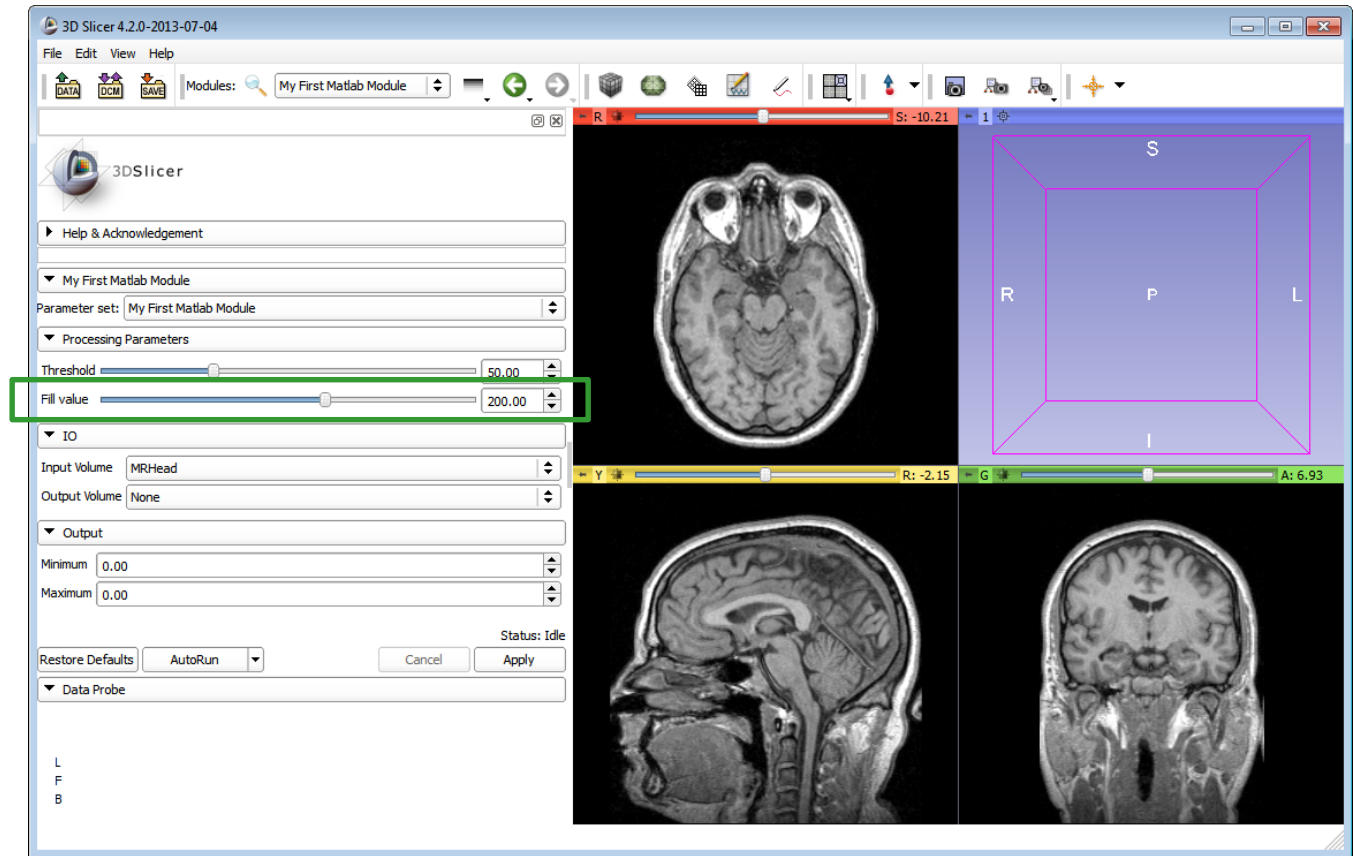 3D Slicer 4.2.0-2013-07-04
File Edit View Help
DATA DCM SAVE Modules: My First Matlab Module
3DSlicer
Help & Acknowledgement
My First Matlab Module
Parameter set: My First Matlab Module
Processing Parameters
Threshold 50.00
Fill value 200.00
IO
Input Volume MRHead
Output Volume None
Output
Minimum 0.00
Maximum 0.00
Status: Idle
Restore Defaults AutoRun Cancel Apply
Data Probe
L
F
B
R S: -10.21
1
S
R P L
I
Y R: -2.15
G A: 6.93